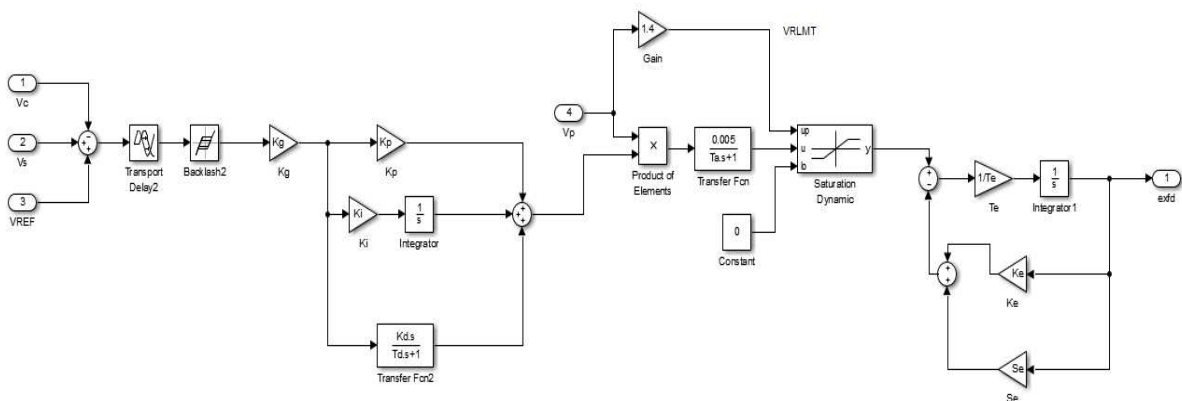 1
Vc
2
Vs
3
VREF
Transport
Delay2
Backlash2
Kg
Kg
Kp
Kp
Ki
Ki
1
s
Integrator
Kd.s
Td.s+1
Transfer Fcn2
4
Vp
1.4
Gain
VRLMT
×
Product of
Elements
0.005
Ta.s+1
Transfer Fcn
0
Constant
up
u
lo
y
Saturation
Dynamic
1/Te
Te
1
s
Integrator1
1
exfd
Ke
Ke
Se
Se